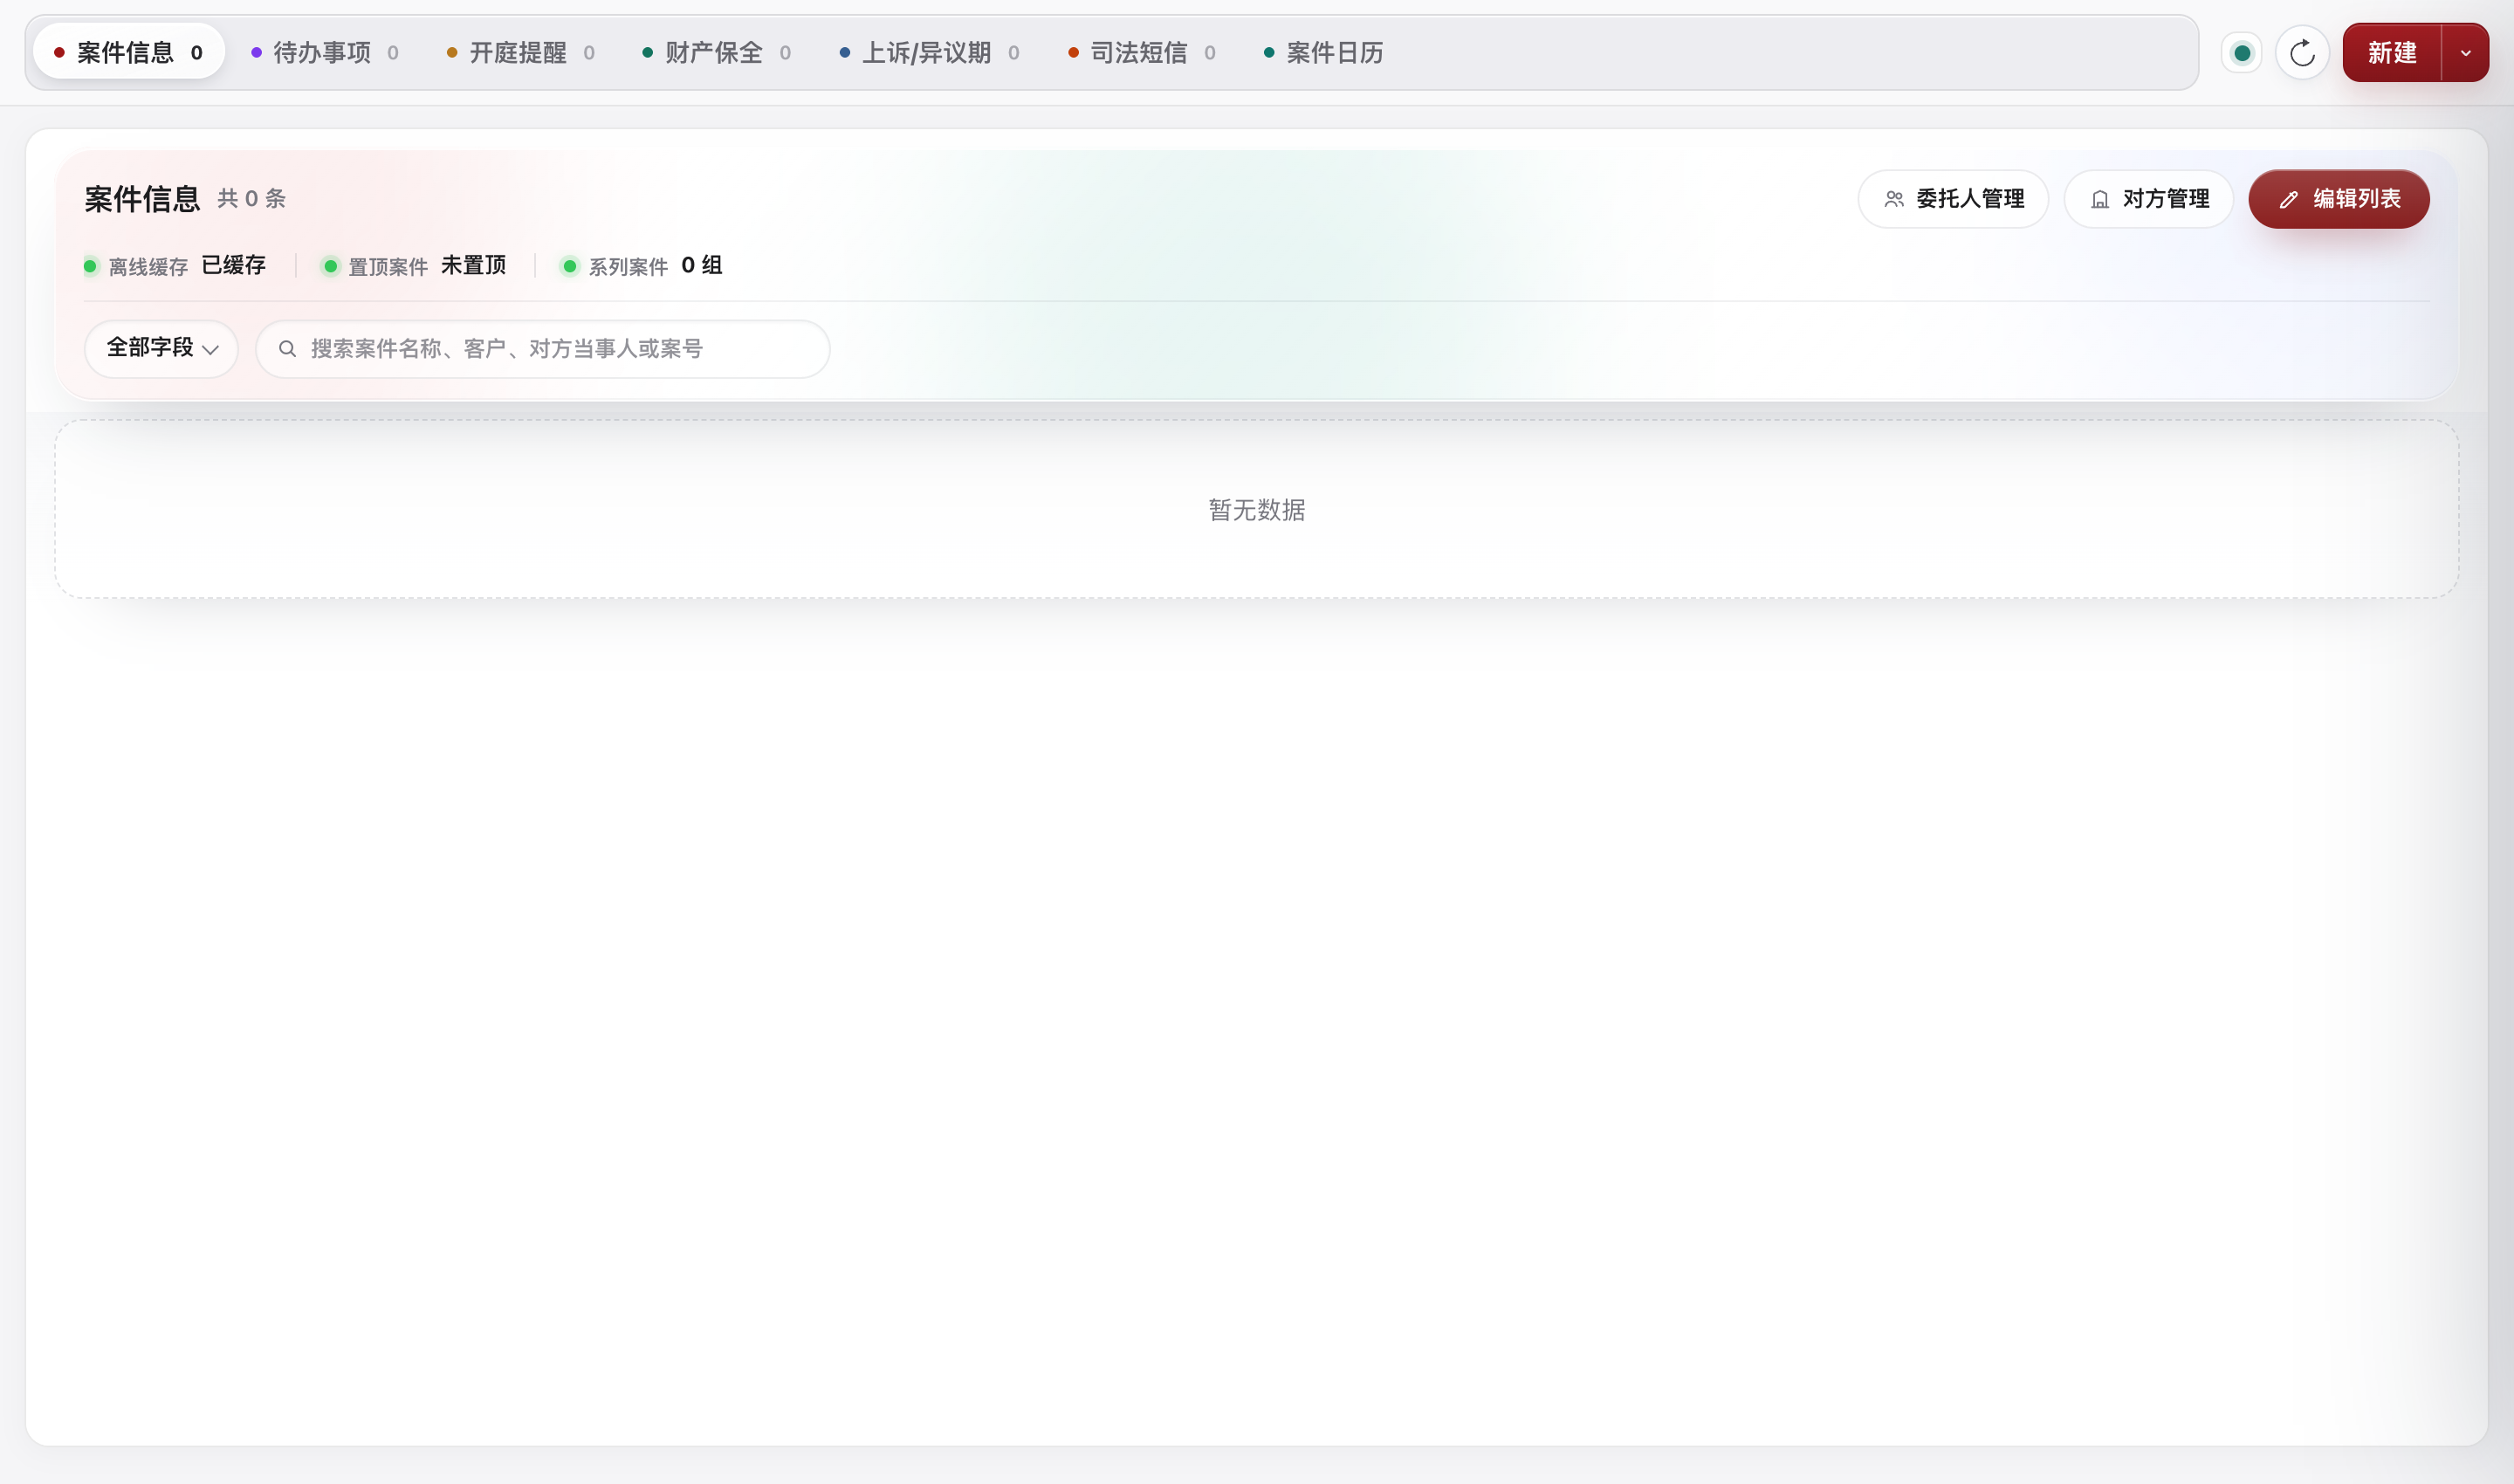 案件信息 0 待办事项 0 开庭提醒 0 财产保全 0 上诉/异议期 0 司法短信 0 案件日历 新建
案件信息 共 0 条 委托人管理 对方管理 编辑列表
离线缓存 已缓存 置顶案件 未置顶 系列案件 0 组
全部字段 搜索案件名称、客户、对方当事人或案号
暂无数据